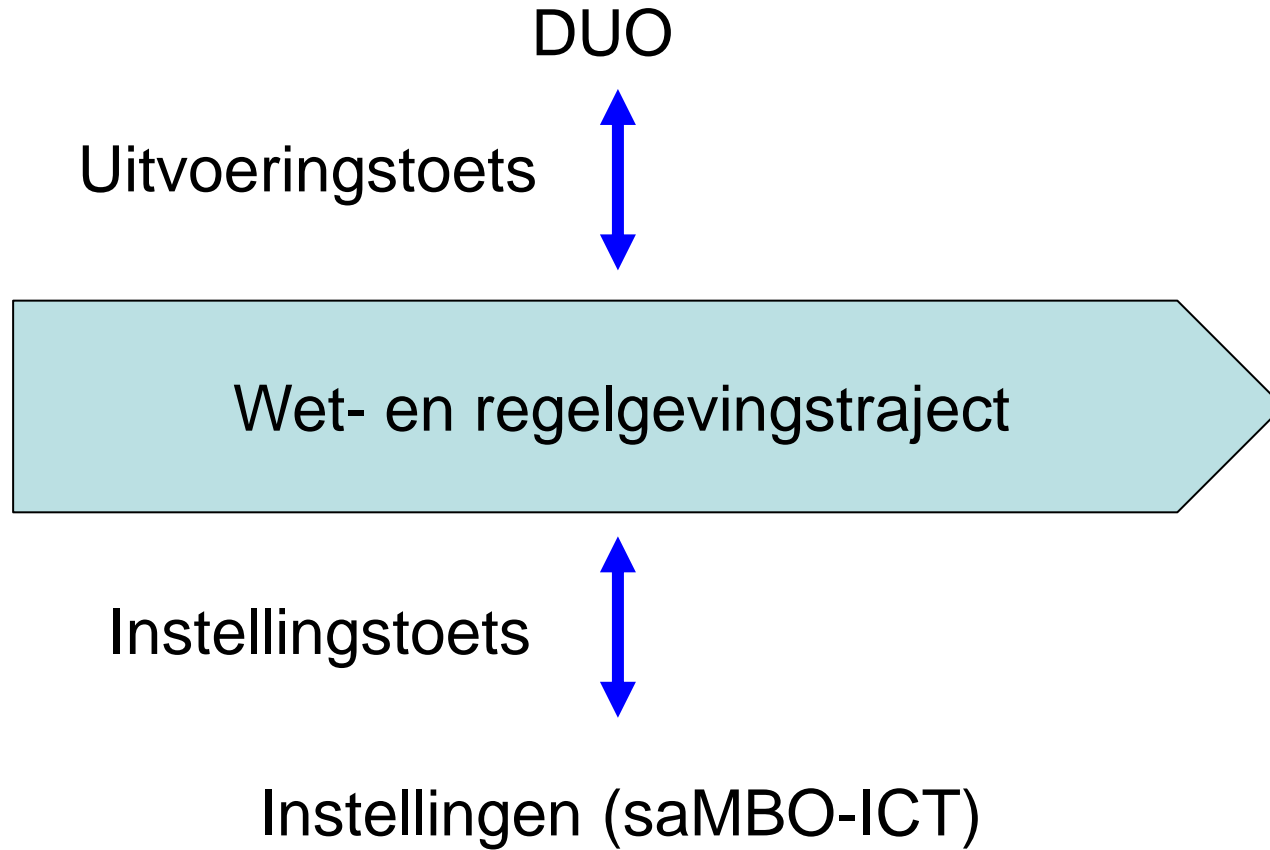 DUO
Uitvoeringstoets
Wet- en regelgevingstraject
Instellingstoets
Instellingen (saMBO-ICT)